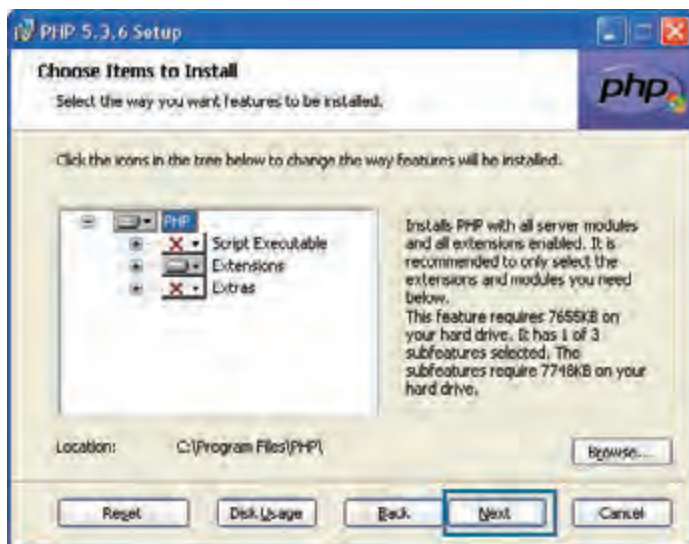 PHP 5.3.6 Setup
Choose Items to Install
Select the way you want features to be installed.
php
Click the icons in the tree below to change the way features will be installed.
PHP
Script Executable
Extensions
Extras
Installs PHP with all server modules
and all extensions enabled. It is
recommended to only select the
extensions and modules you need
below.
This feature requires 7655KB on
your hard drive. It has 1 of 3
subfeatures selected. The
subfeatures require 7748KB on your
hard drive.
Location: C:\Program Files\PHP\
Browse...
Reset Disk Usage Back Next Cancel